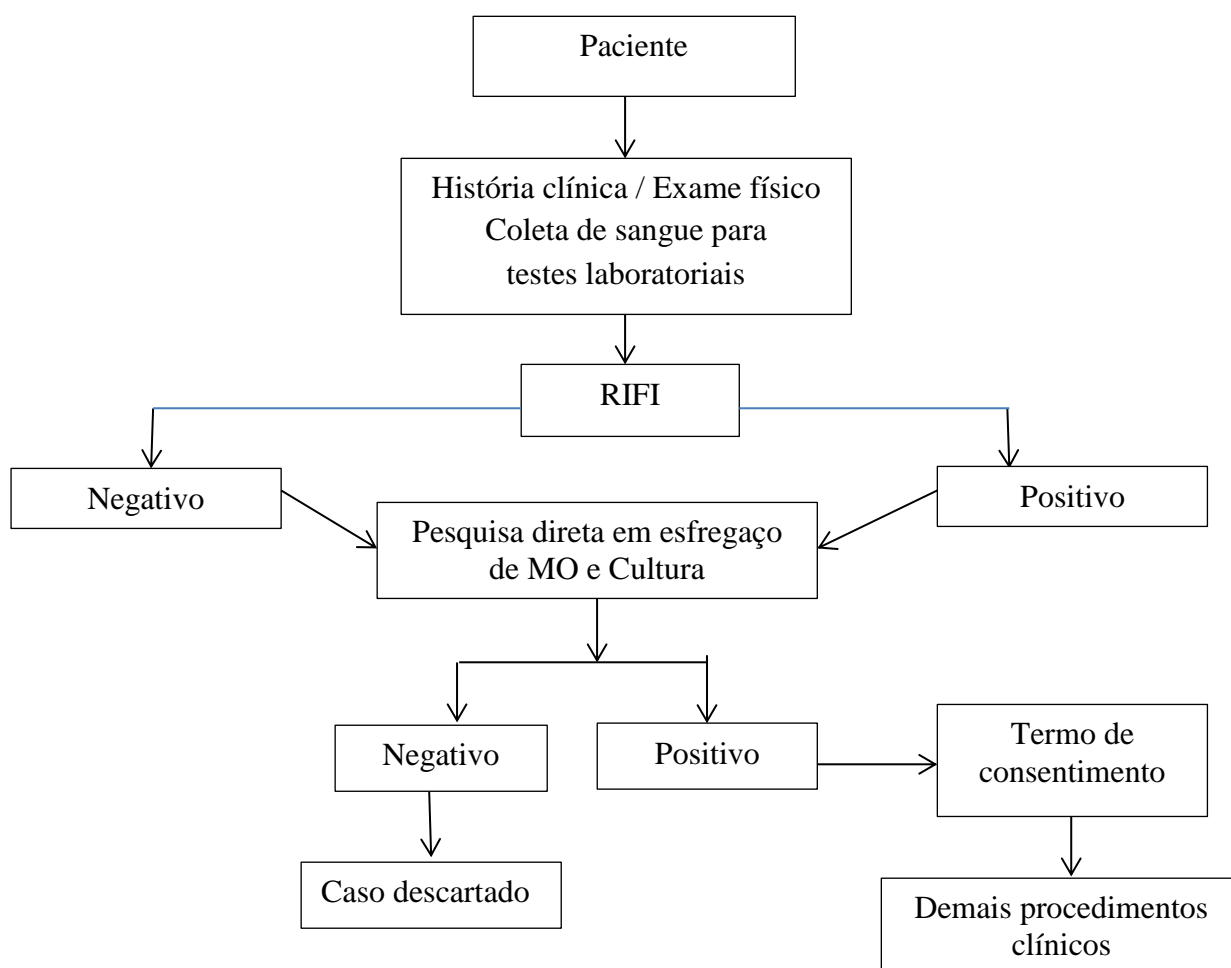 Paciente
História clínica / Exame físico
Coleta de sangue para
testes laboratoriais
RIFI
Negativo
Positivo
Pesquisa direta em esfregaço
de MO e Cultura
Negativo
Positivo
Termo de
consentimento
Caso descartado
Demais procedimentos
clínicos